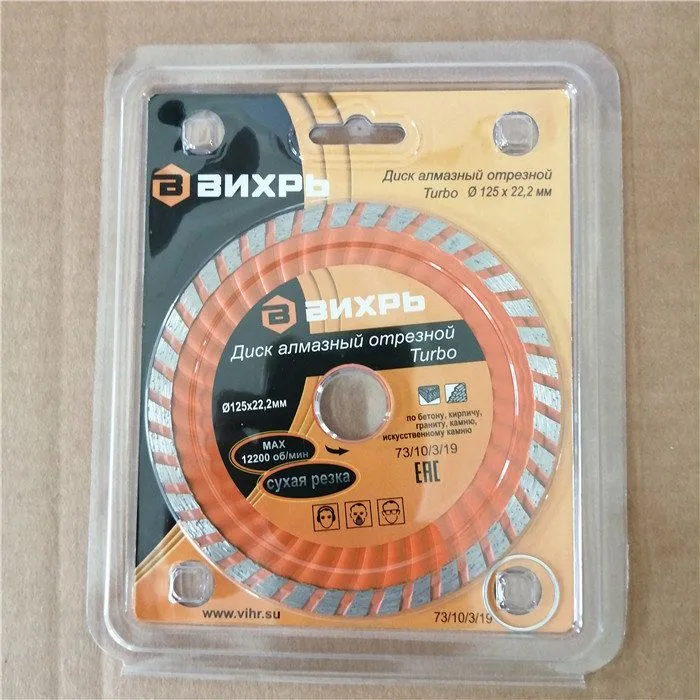 ВИХРЬ
Диск алмазный отрезной
Turbo Ø 125 x 22,2 мм
ВИХРЬ
Диск алмазный отрезной
Turbo
Ø125x22,2мм
MAX
12200 об/мин
сухая резка
по бетону, кирпичу,
граниту, камню,
искусственному камню
73/10/3/19
EAC
www.vihr.su
73/10/3/19